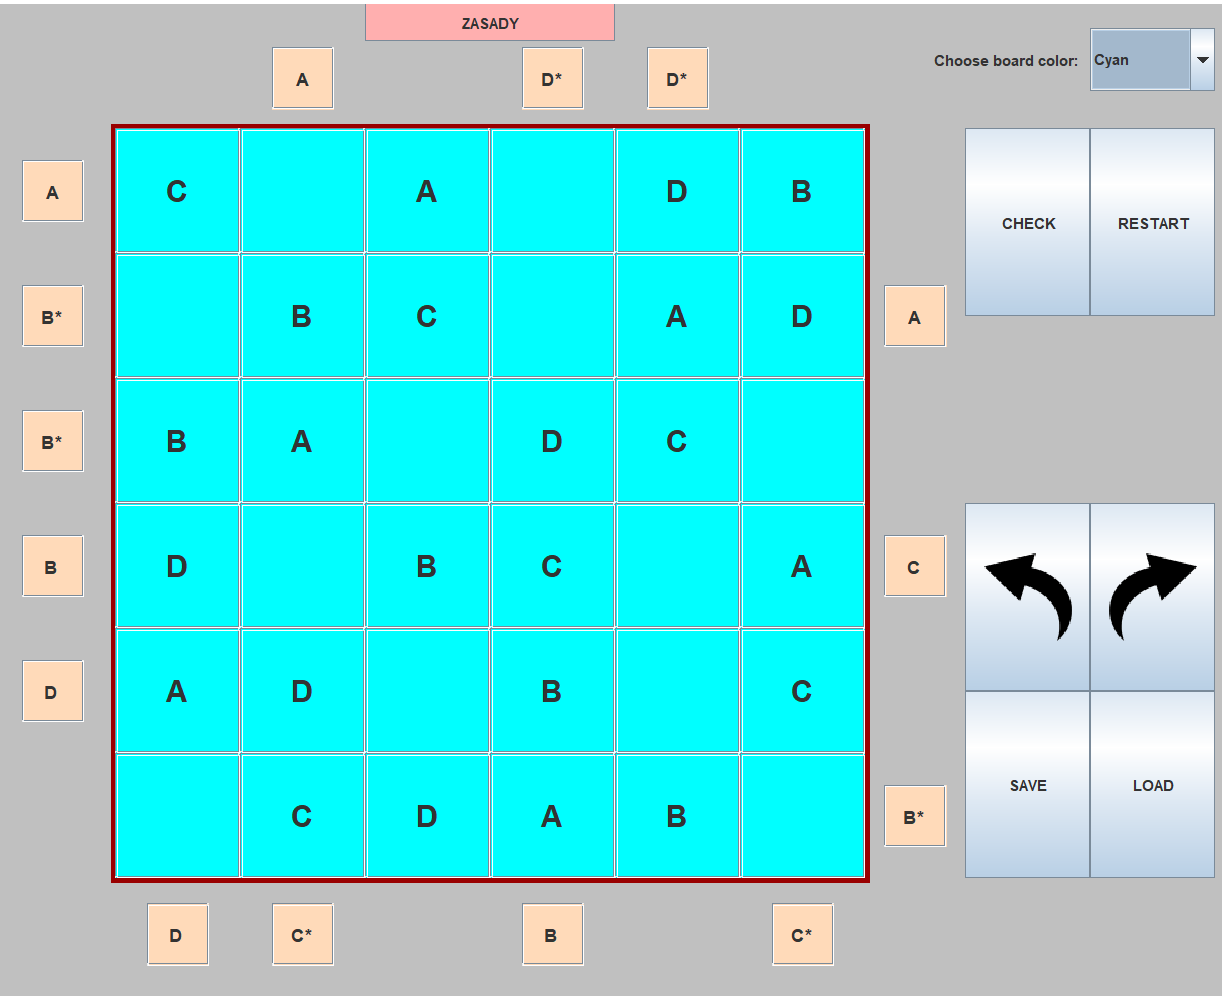 ZASADY
Choose board color: Cyan
A D* D*
A C A D B
CHECK RESTART
B* B C A D A
B* B A D C
B D B C A C
D A D B C
C D A B B*
SAVE LOAD
D C* B C*